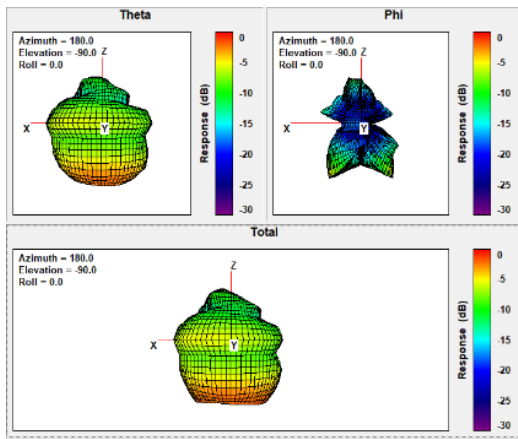 Theta
Azimuth = 180.0
Elevation = -90.0
Roll = 0.0
Z
X
Y
Response (dB)
0
-5
-10
-15
-20
-25
-30
Phi
Azimuth = 180.0
Elevation = -90.0
Roll = 0.0
Z
X
Y
Response (dB)
0
-5
-10
-15
-20
-25
-30
Total
Azimuth = 180.0
Elevation = -90.0
Roll = 0.0
Z
X
Y
Response (dB)
0
-5
-10
-15
-20
-25
-30